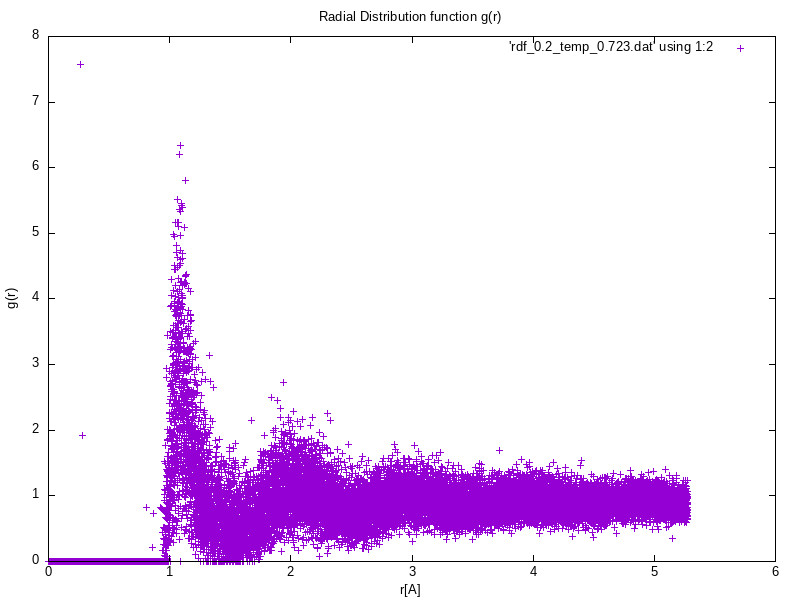 Radial Distribution function g(r)
'rdf_0.2_temp_0.723.dat' using 1:2
8
7
6
5
4
3
2
1
0
g(r)
0 1 2 3 4 5 6
r[A]